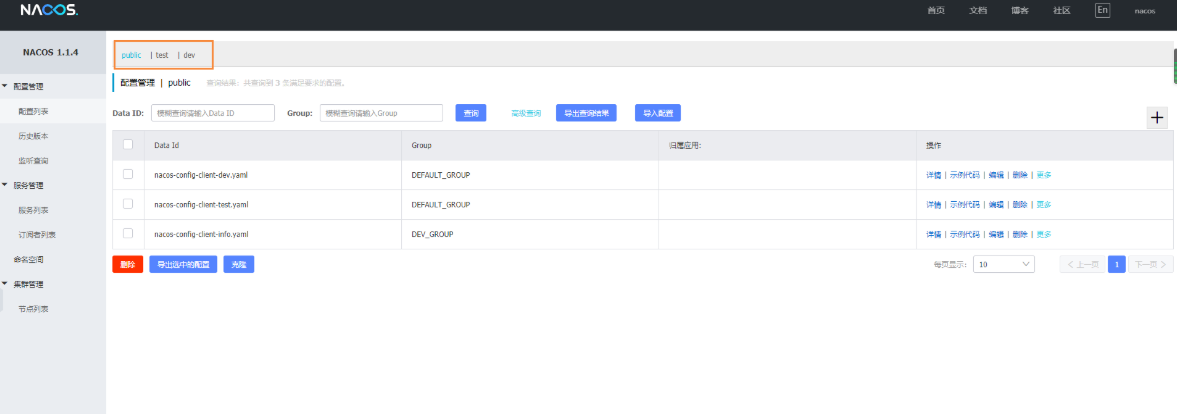 NACOS.
首页 文档 博客 社区 En nacos
NACOS 1.1.4
配置管理
配置列表
历史版本
监听查询
服务管理
服务列表
订阅者列表
命名空间
集群管理
节点列表
public | test | dev
配置管理 | public 查询结果:共查询到 3 条满足要求的配置。
Data ID: 模糊查询请输入Data ID Group: 模糊查询请输入Group 查询 高级查询 导出查询结果 导入配置
Data Id Group 归属应用: 操作
nacos-config-client-dev.yaml DEFAULT_GROUP 详情 | 示例代码 | 编辑 | 删除 | 更多
nacos-config-client-test.yaml DEFAULT_GROUP 详情 | 示例代码 | 编辑 | 删除 | 更多
nacos-config-client-info.yaml DEV_GROUP 详情 | 示例代码 | 编辑 | 删除 | 更多
删除 导出选中的配置 克隆 每页显示: 10 < 上一页 1 下一页 >